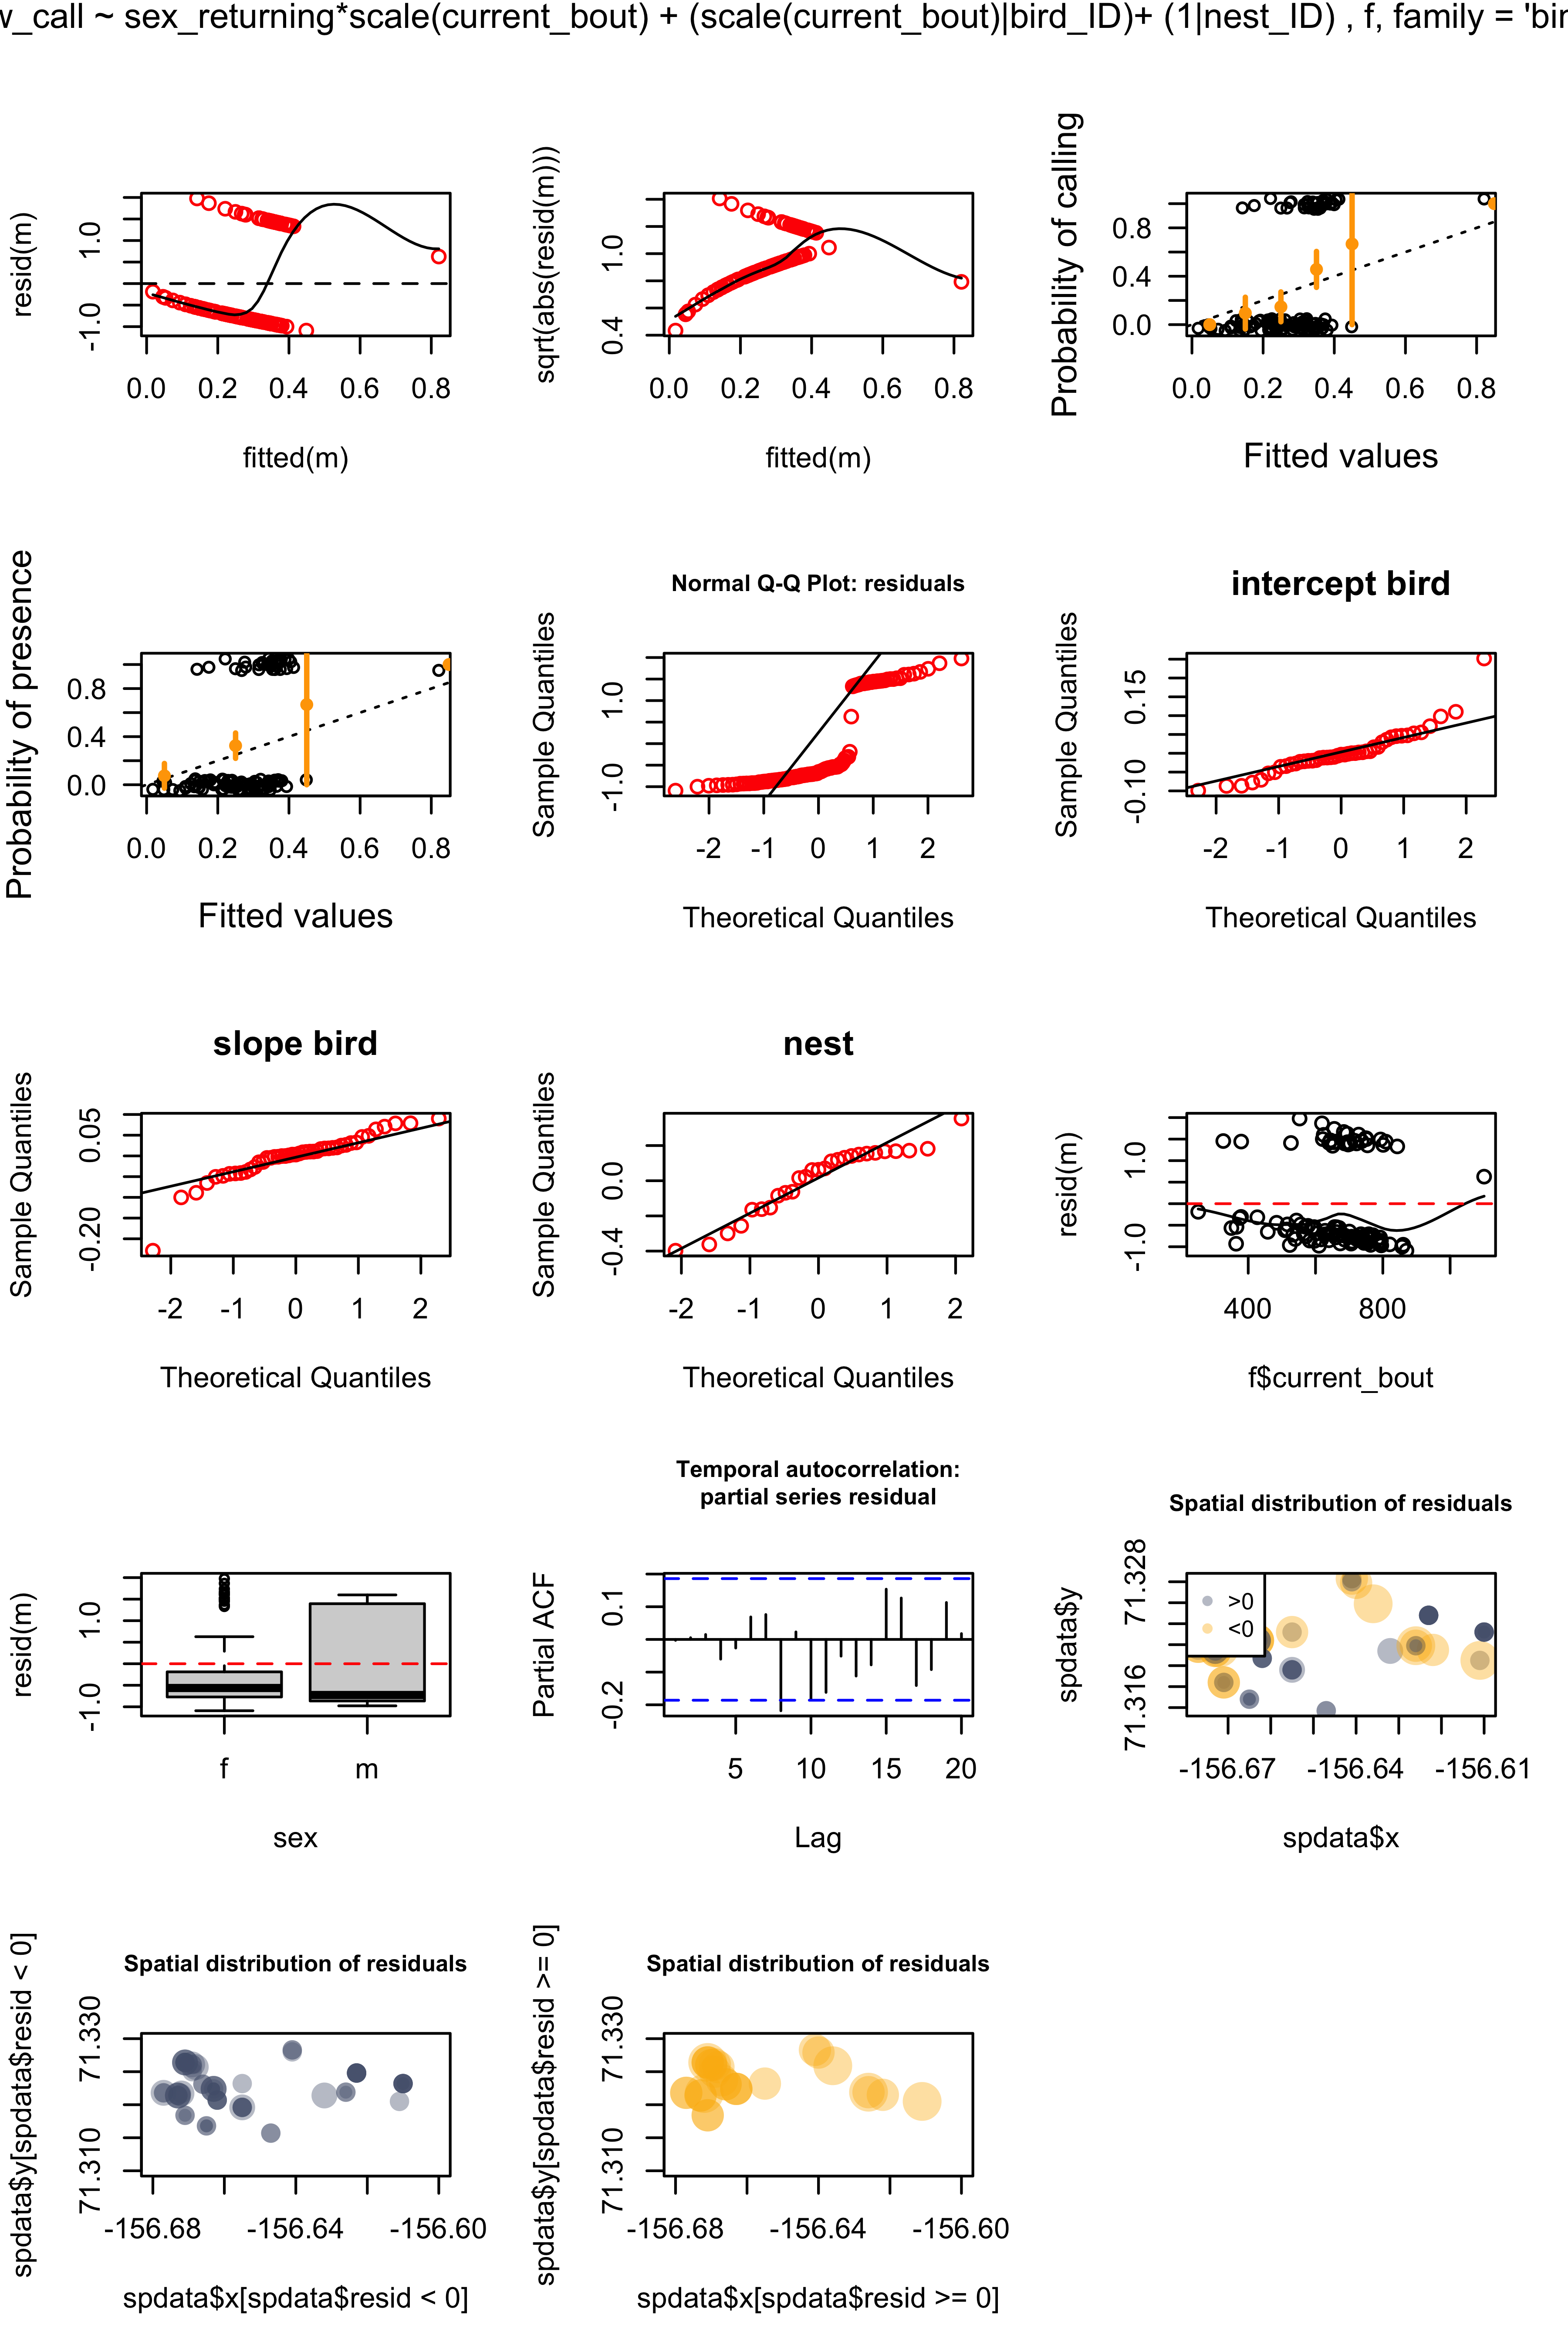 w_call ~ sex_returning*scale(current_bout) + (scale(current_bout)|bird_ID)+ (1|nest_ID) , f, family = 'bin
resid(m)
-1.0 1.0
0.0 0.2 0.4 0.6 0.8
fitted(m)
sqrt(abs(resid(m)))
0.4 1.0
0.0 0.2 0.4 0.6 0.8
fitted(m)
Probability of calling
0.0 0.4 0.8
0.0 0.2 0.4 0.6 0.8
Fitted values
Probability of presence
0.0 0.4 0.8
0.0 0.2 0.4 0.6 0.8
Fitted values
Normal Q-Q Plot: residuals
Sample Quantiles
-1.0 1.0
-2 -1 0 1 2
Theoretical Quantiles
intercept bird
Sample Quantiles
-0.10 0.15
-2 -1 0 1 2
Theoretical Quantiles
slope bird
Sample Quantiles
-0.20 0.05
-2 -1 0 1 2
Theoretical Quantiles
nest
Sample Quantiles
-0.4 0.0
-2 -1 0 1 2
Theoretical Quantiles
resid(m)
-1.0 1.0
400 800
f$current_bout
resid(m)
-1.0 1.0
f m
sex
Temporal autocorrelation:
partial series residual
Partial ACF
-0.2 0.1
5 10 15 20
Lag
Spatial distribution of residuals
spdata$y
71.316 71.328
>0
<0
-156.67 -156.64 -156.61
spdata$x
Spatial distribution of residuals
spdata$y[spdata$resid < 0]
71.310 71.330
-156.68 -156.64 -156.60
spdata$x[spdata$resid < 0]
Spatial distribution of residuals
spdata$y[spdata$resid >= 0]
71.310 71.330
-156.68 -156.64 -156.60
spdata$x[spdata$resid >= 0]